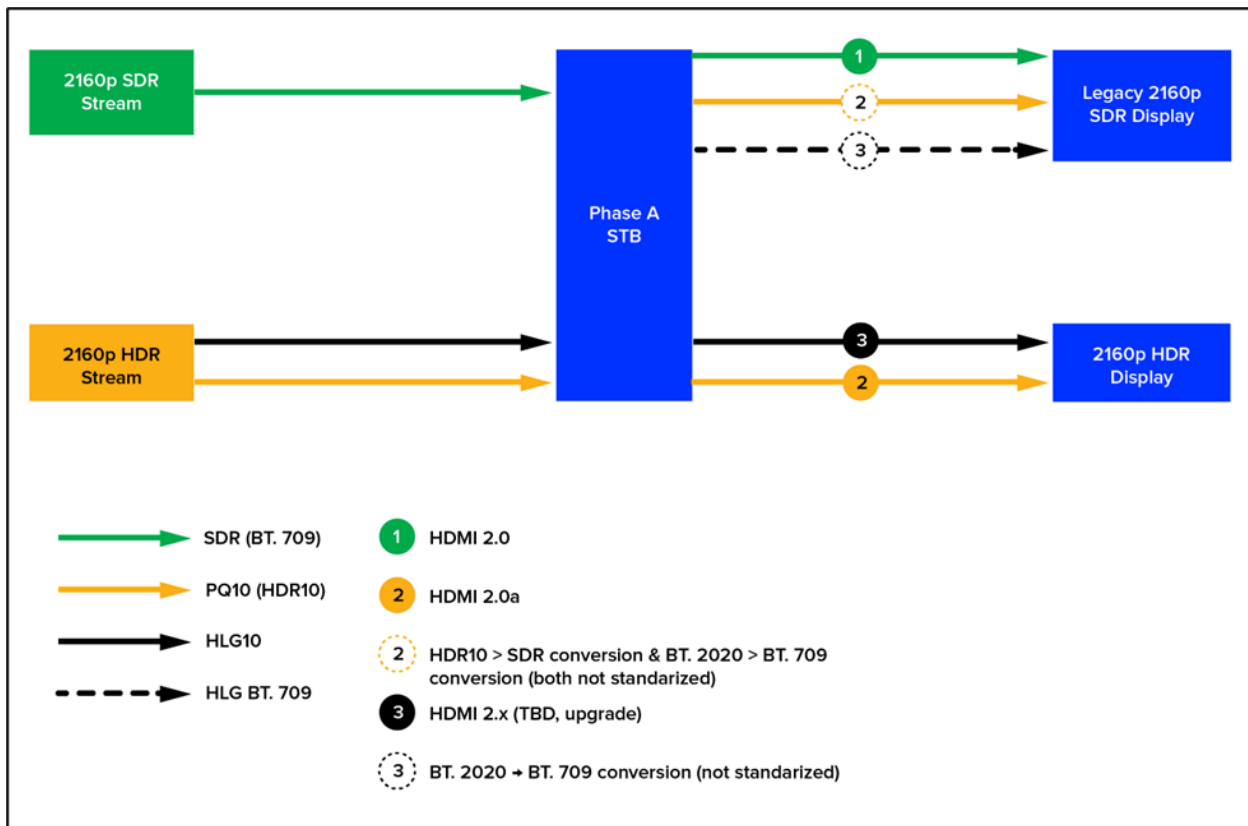 2160p SDR
Stream
1
2
3
Legacy 2160p
SDR Display
Phase A
STB
2160p HDR
Stream
3
2
2160p HDR
Display
SDR (BT. 709)
PQ10 (HDR10)
HLG10
HLG BT. 709
1 HDMI 2.0
2 HDMI 2.0a
2 HDR10 > SDR conversion & BT. 2020 > BT. 709
conversion (both not standarized)
3 HDMI 2.x (TBD, upgrade)
3 BT. 2020 → BT. 709 conversion (not standarized)